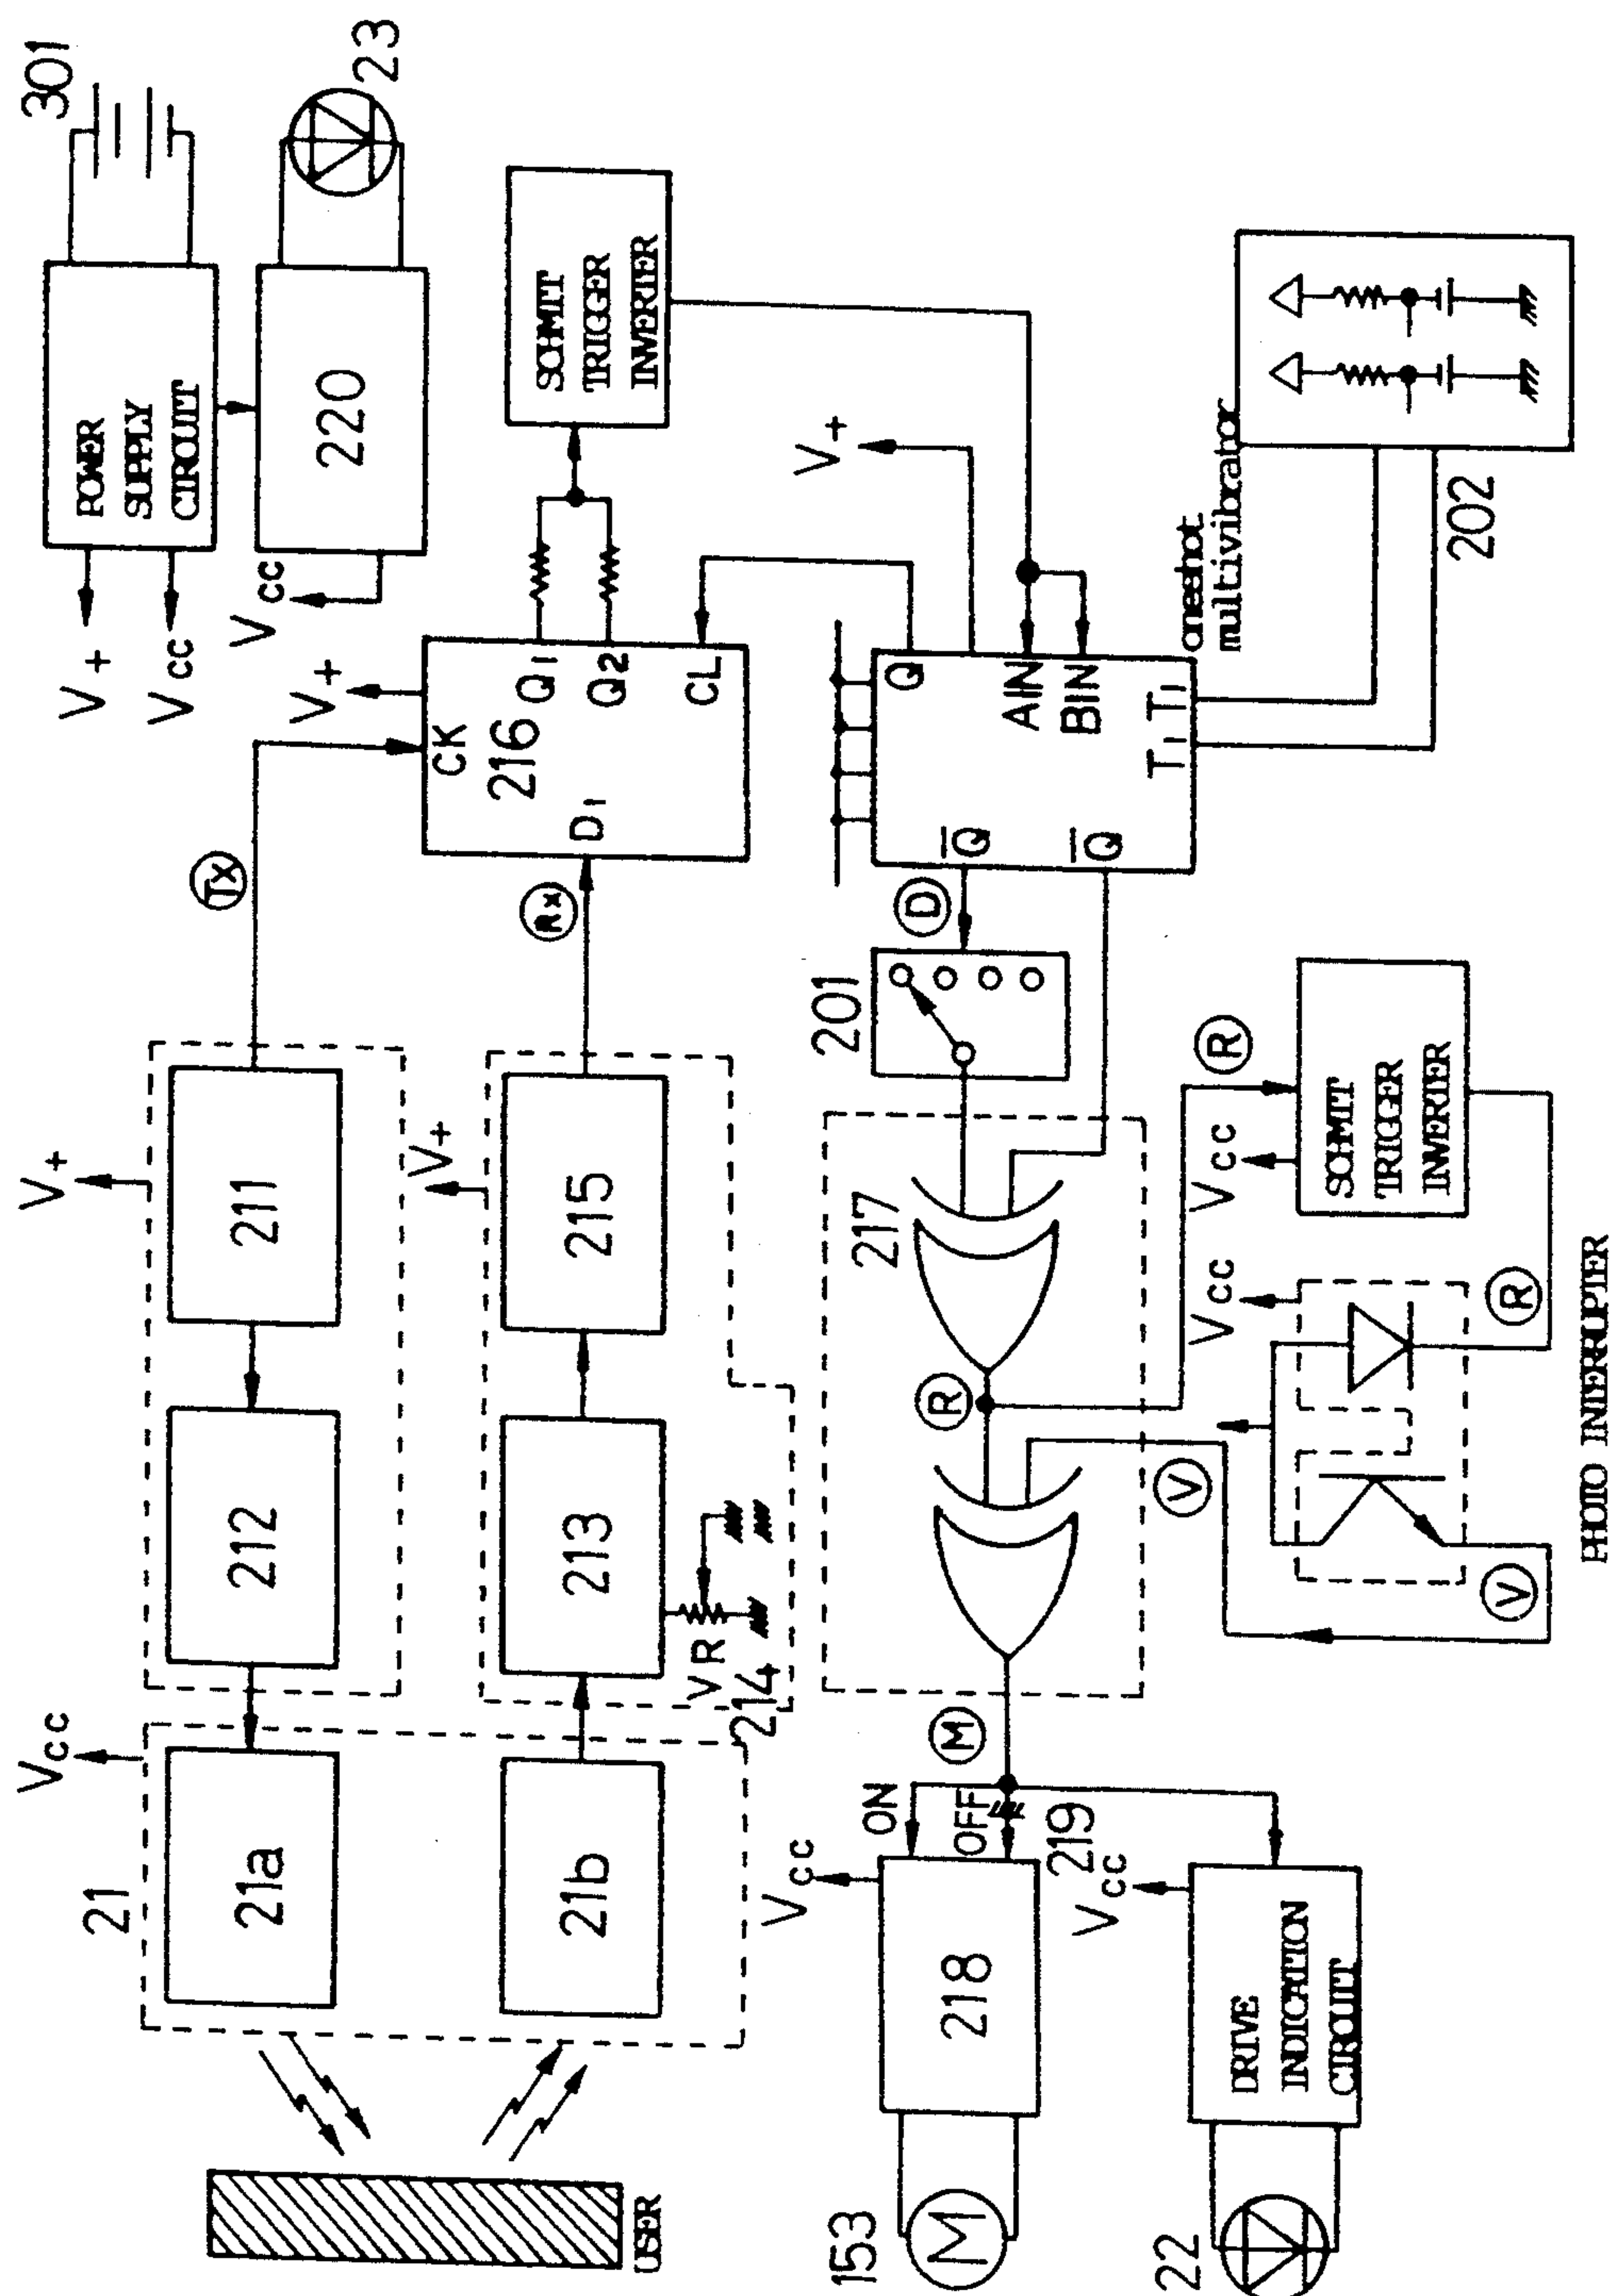 301
23
POWER
SUPPLY
CIRCUIT
V+
Vcc
220
Vcc
SCHMIT
TRIGGER
INVERTER
V+
Q1
Q2
CL
CK
216
D1
Tx
Rx
V+
211
212
V+
215
213
VR
214
Vcc
21
21a
21b
USER
V+
oneshot
multivibrator
202
Q
AIN
BIN
T1
T1
Q̅
Q̅
D
201
217
R
R
Vcc
SCHMIT
TRIGGER
INVERTER
Vcc
R
V
V
PHOTO INTERRUPTER
M
ON
OFF
219
Vcc
218
153
M
Vcc
DRIVE
INDICATION
CIRCUIT
22